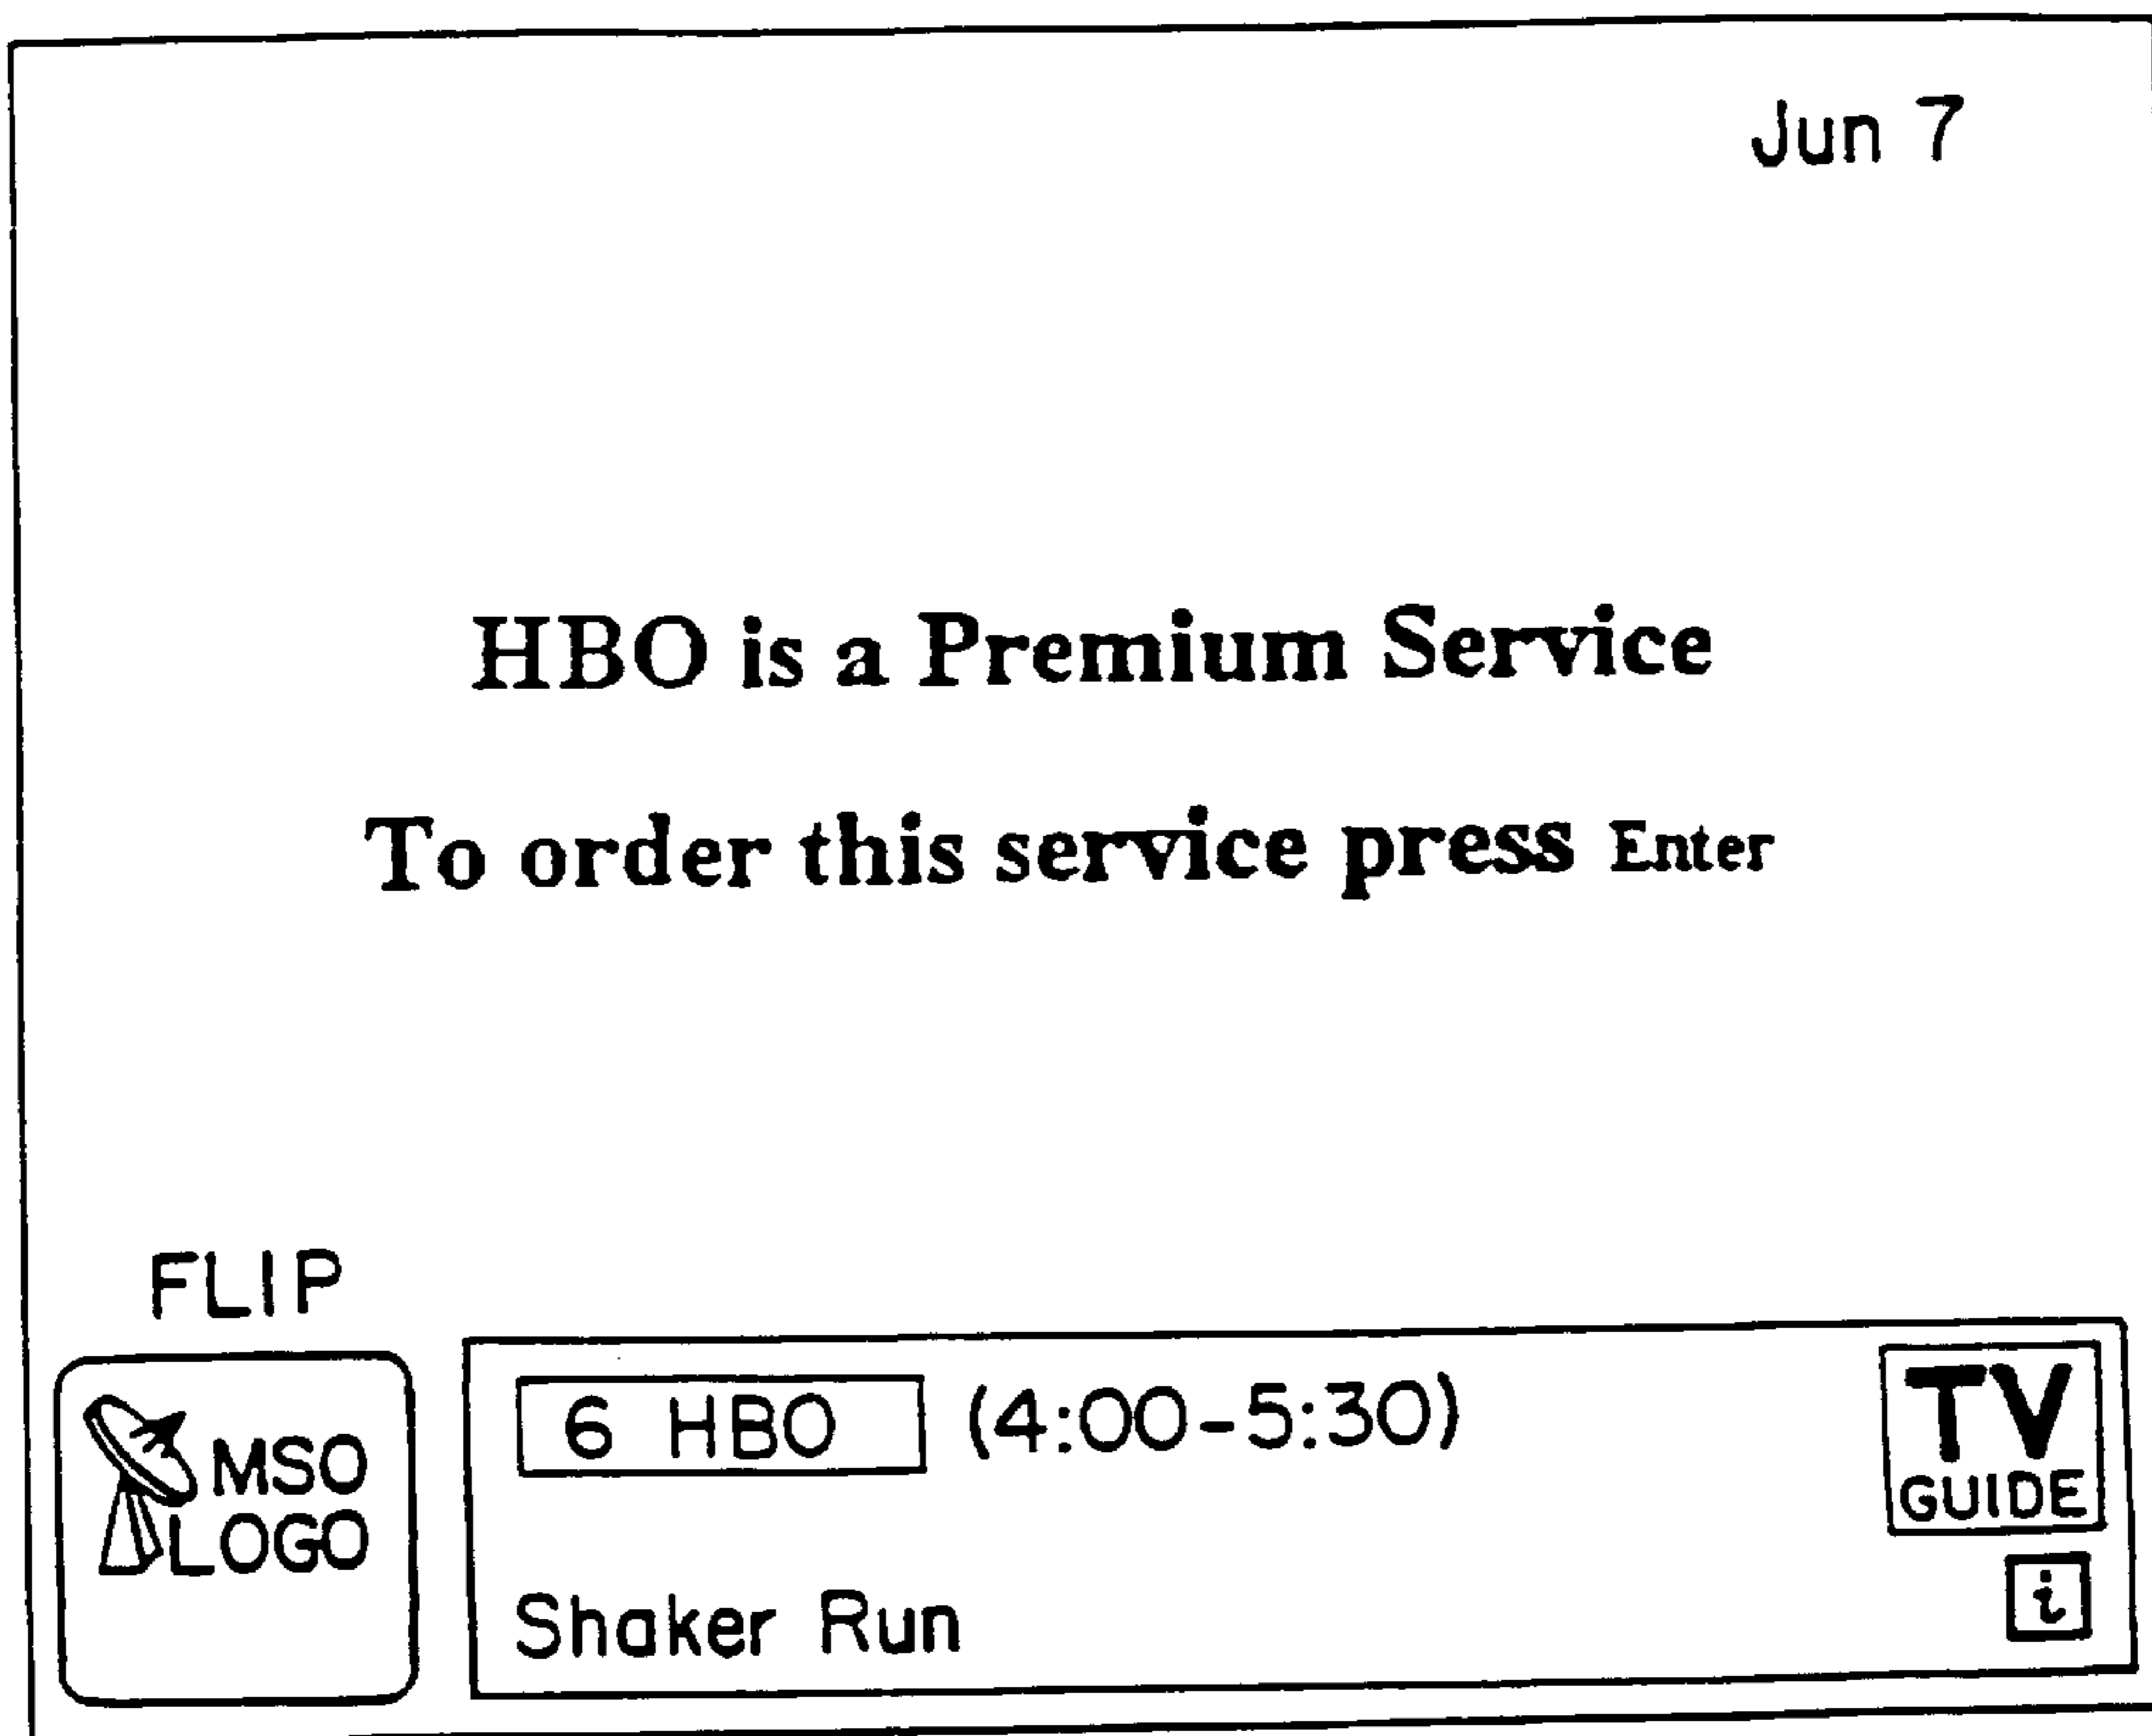 Jun 7
HBO is a Premium Service
To order this service press Enter
FLIP
MSO
LOGO
6 HBO (4:00-5:30)
Shaker Run
TV
GUIDE
i